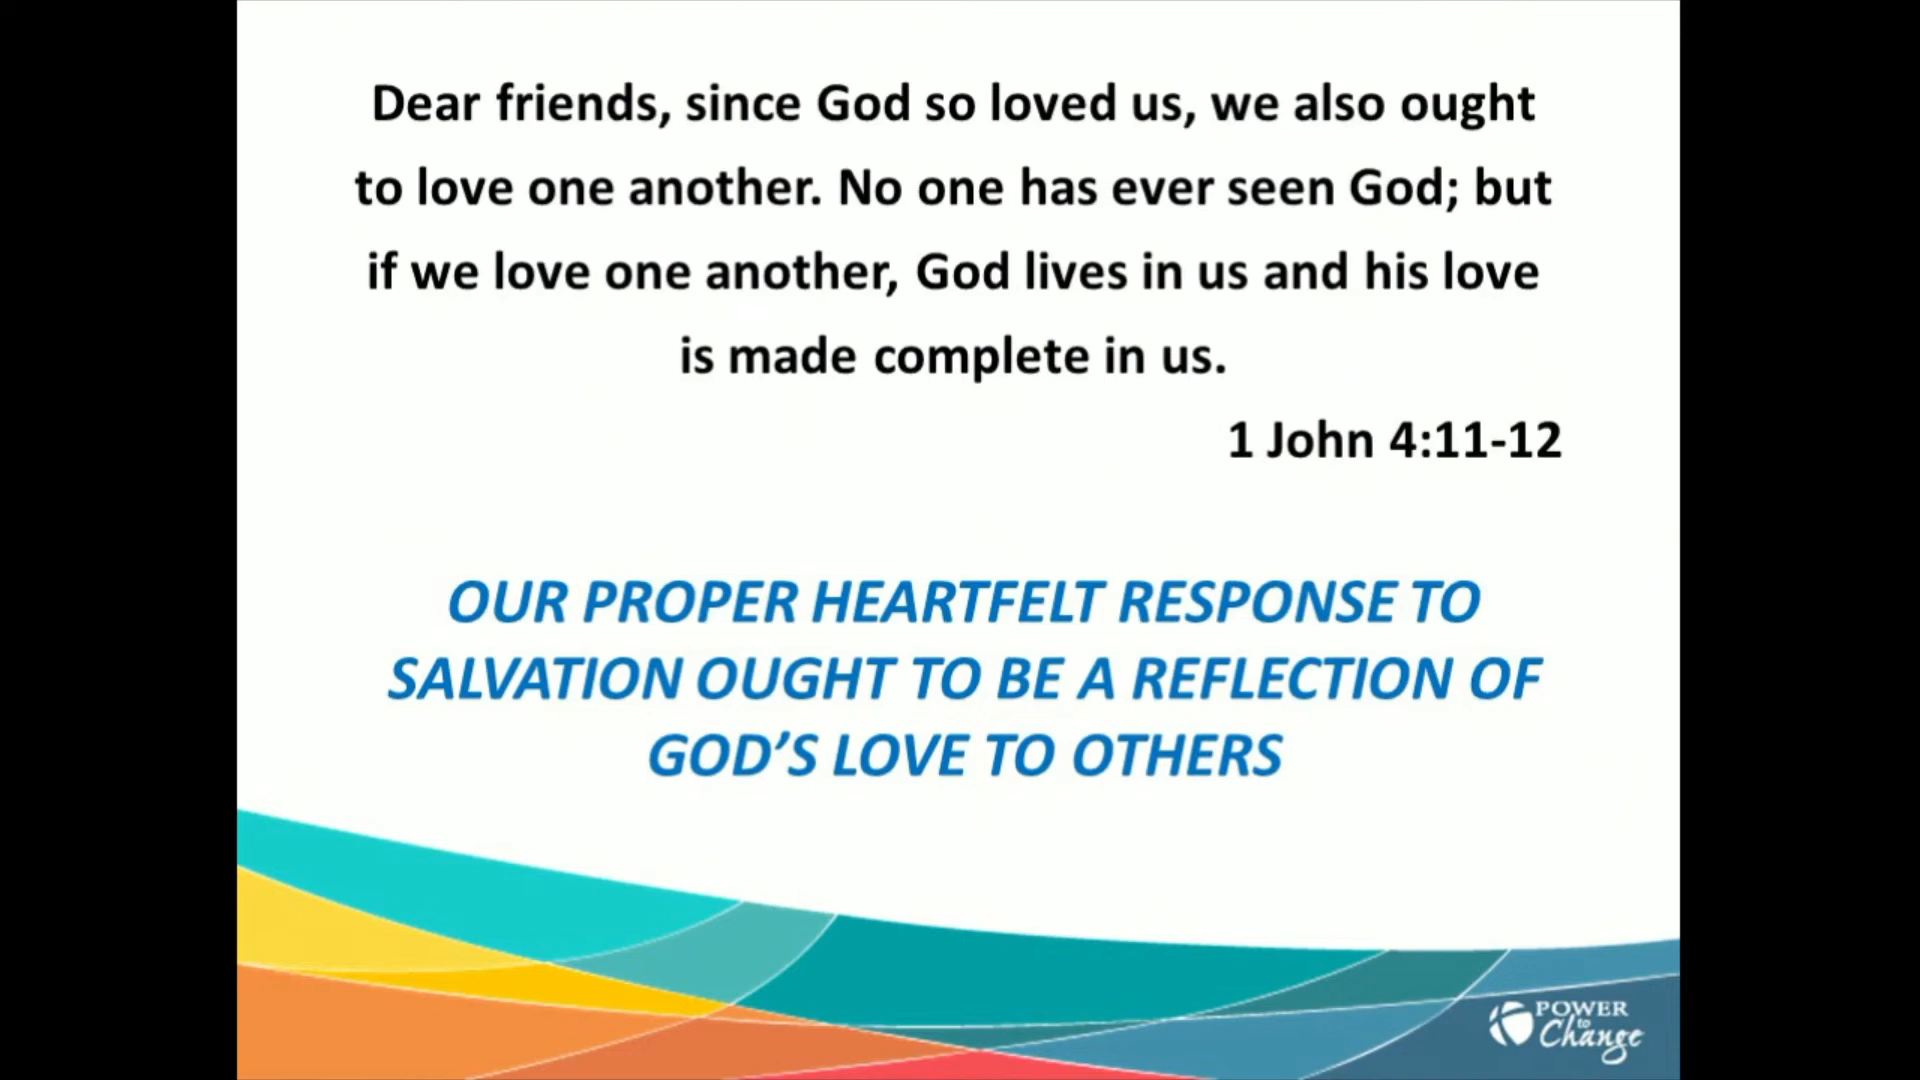 Dear friends, since God so loved us, we also ought
to love one another. No one has ever seen God; but
if we love one another, God lives in us and his love
is made complete in us.
1 John 4:11-12
OUR PROPER HEARTFELT RESPONSE TO
SALVATION OUGHT TO BE A REFLECTION OF
GOD’S LOVE TO OTHERS
POWER
to
Change